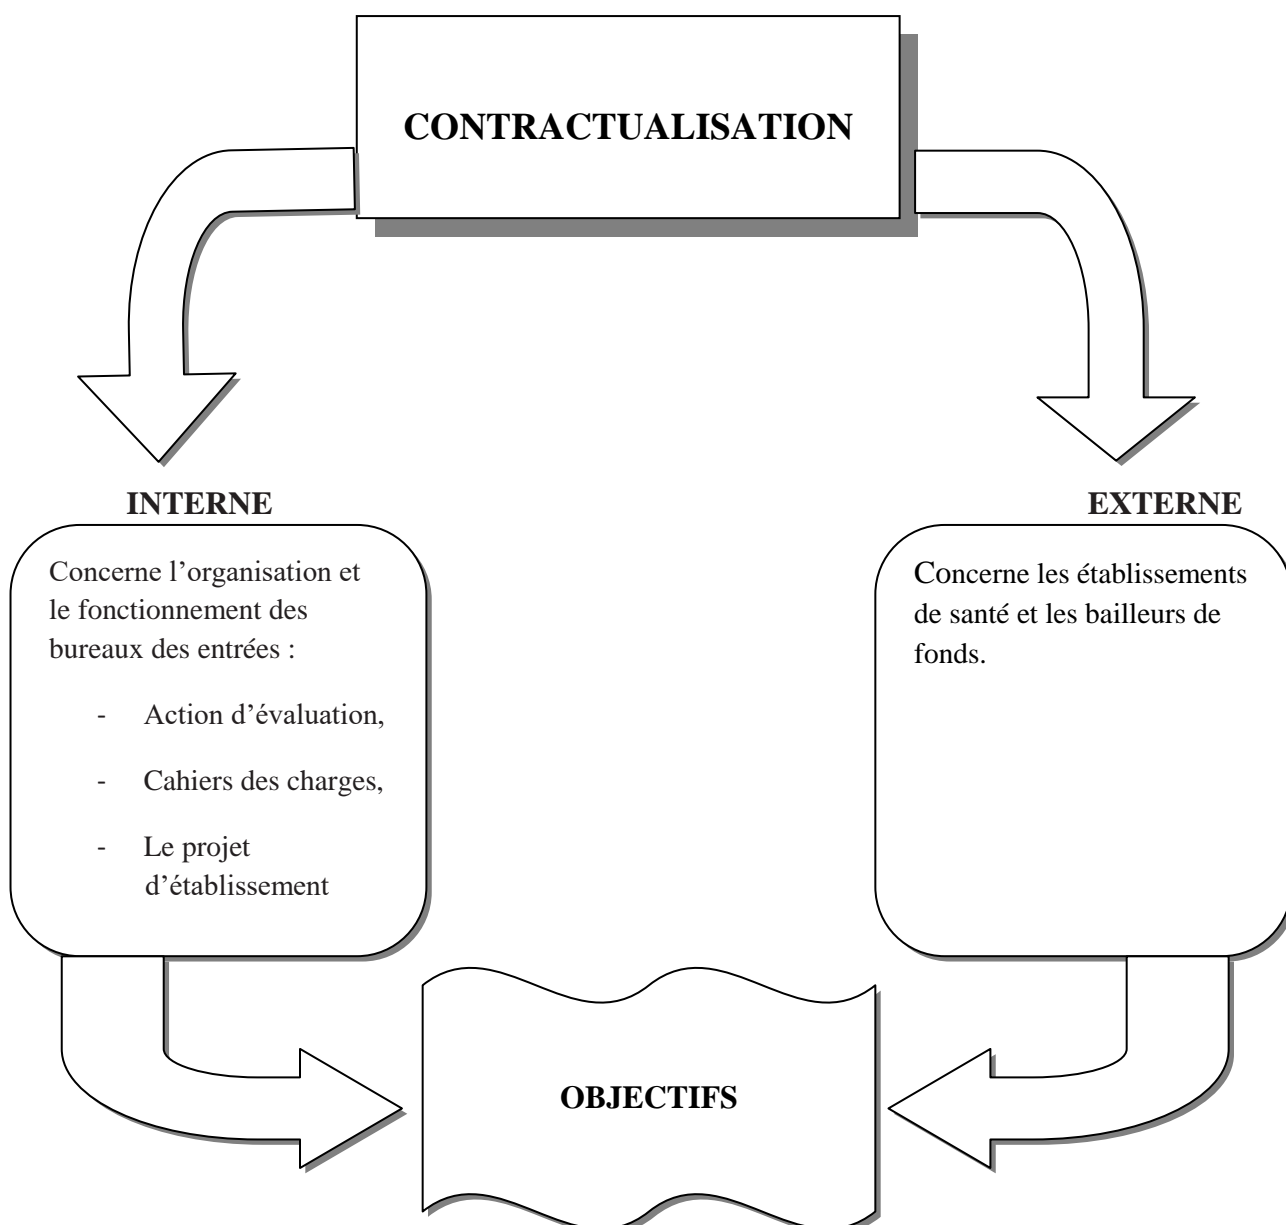 CONTRACTUALISATION
INTERNE
Concerne l’organisation et
le fonctionnement des
bureaux des entrées :
- Action d’évaluation,
- Cahiers des charges,
- Le projet
d’établissement
EXTERNE
Concerne les établissements
de santé et les bailleurs de
fonds.
OBJECTIFS